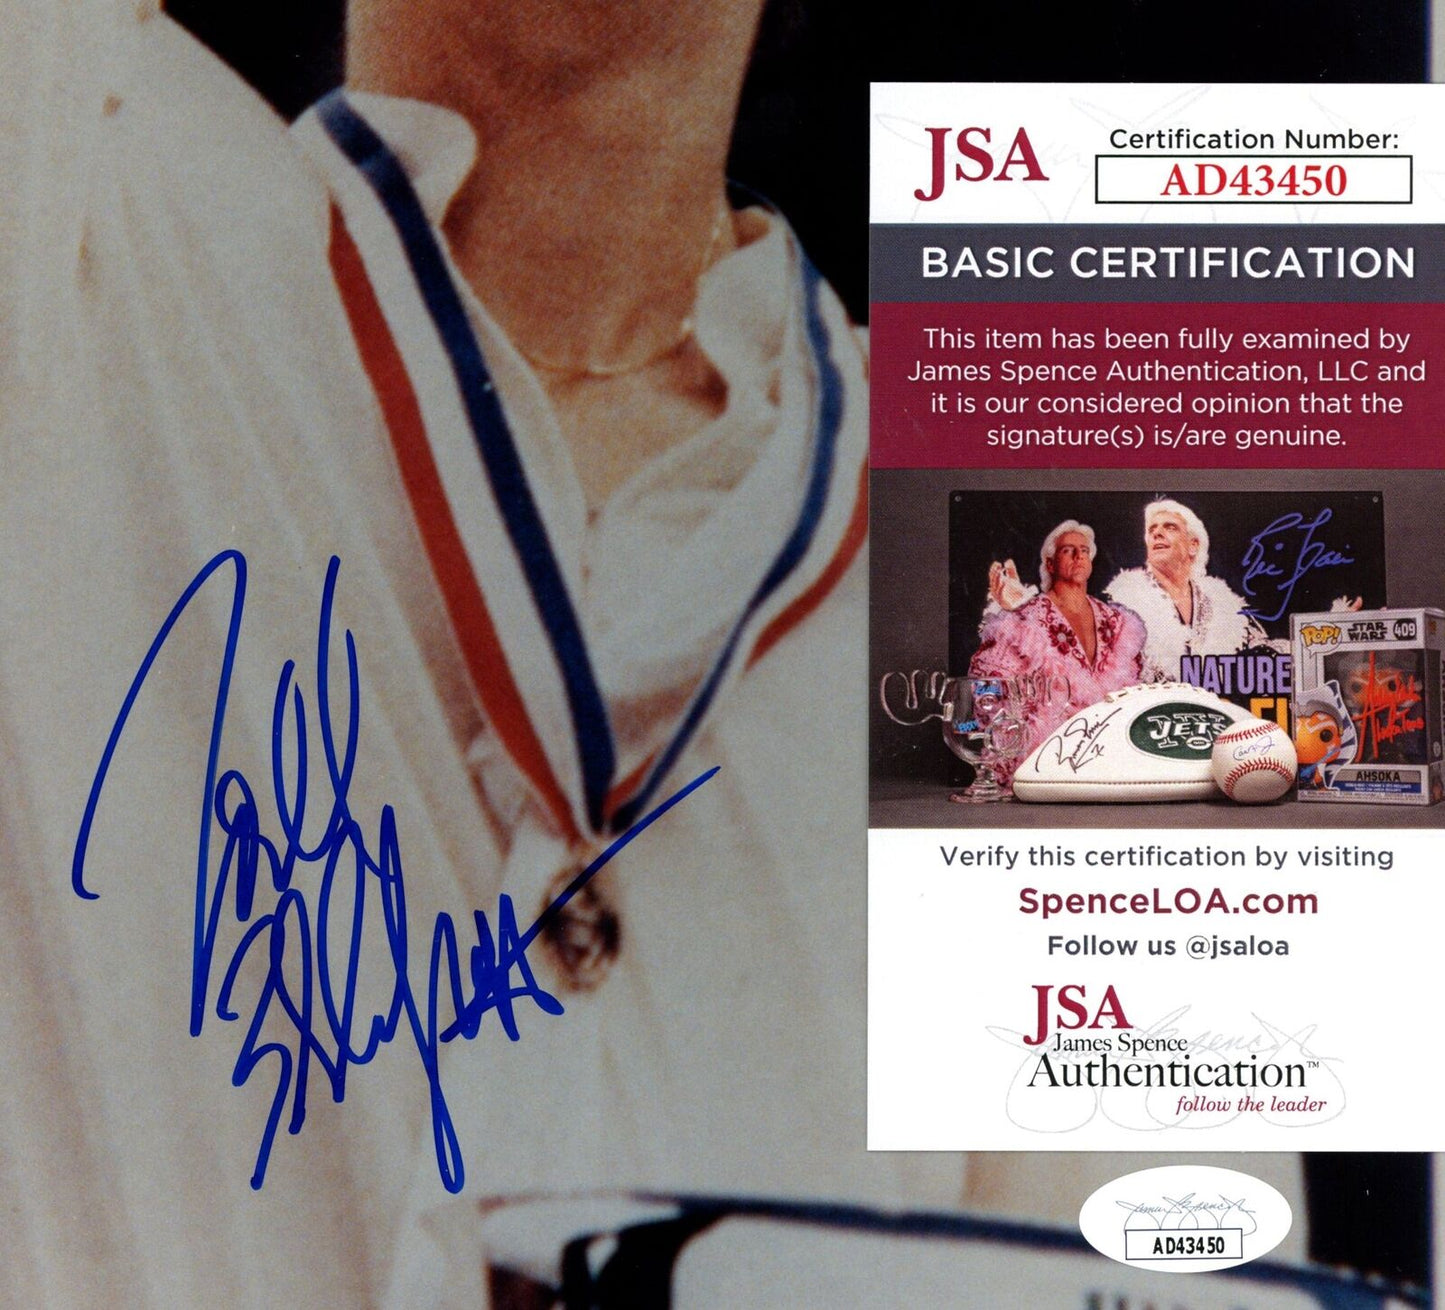 JSA
Certification Number:
AD43450
BASIC CERTIFICATION
This item has been fully examined by
James Spence Authentication, LLC and
it is our considered opinion that the
signature(s) is/are genuine.
NATURE
POP!
STAR
WARS
409
JETS
AHSOKA
Verify this certification by visiting
SpenceLOA.com
Follow us @jsaloa
JSA
James Spence
Authentication™
follow the leader
AD43450